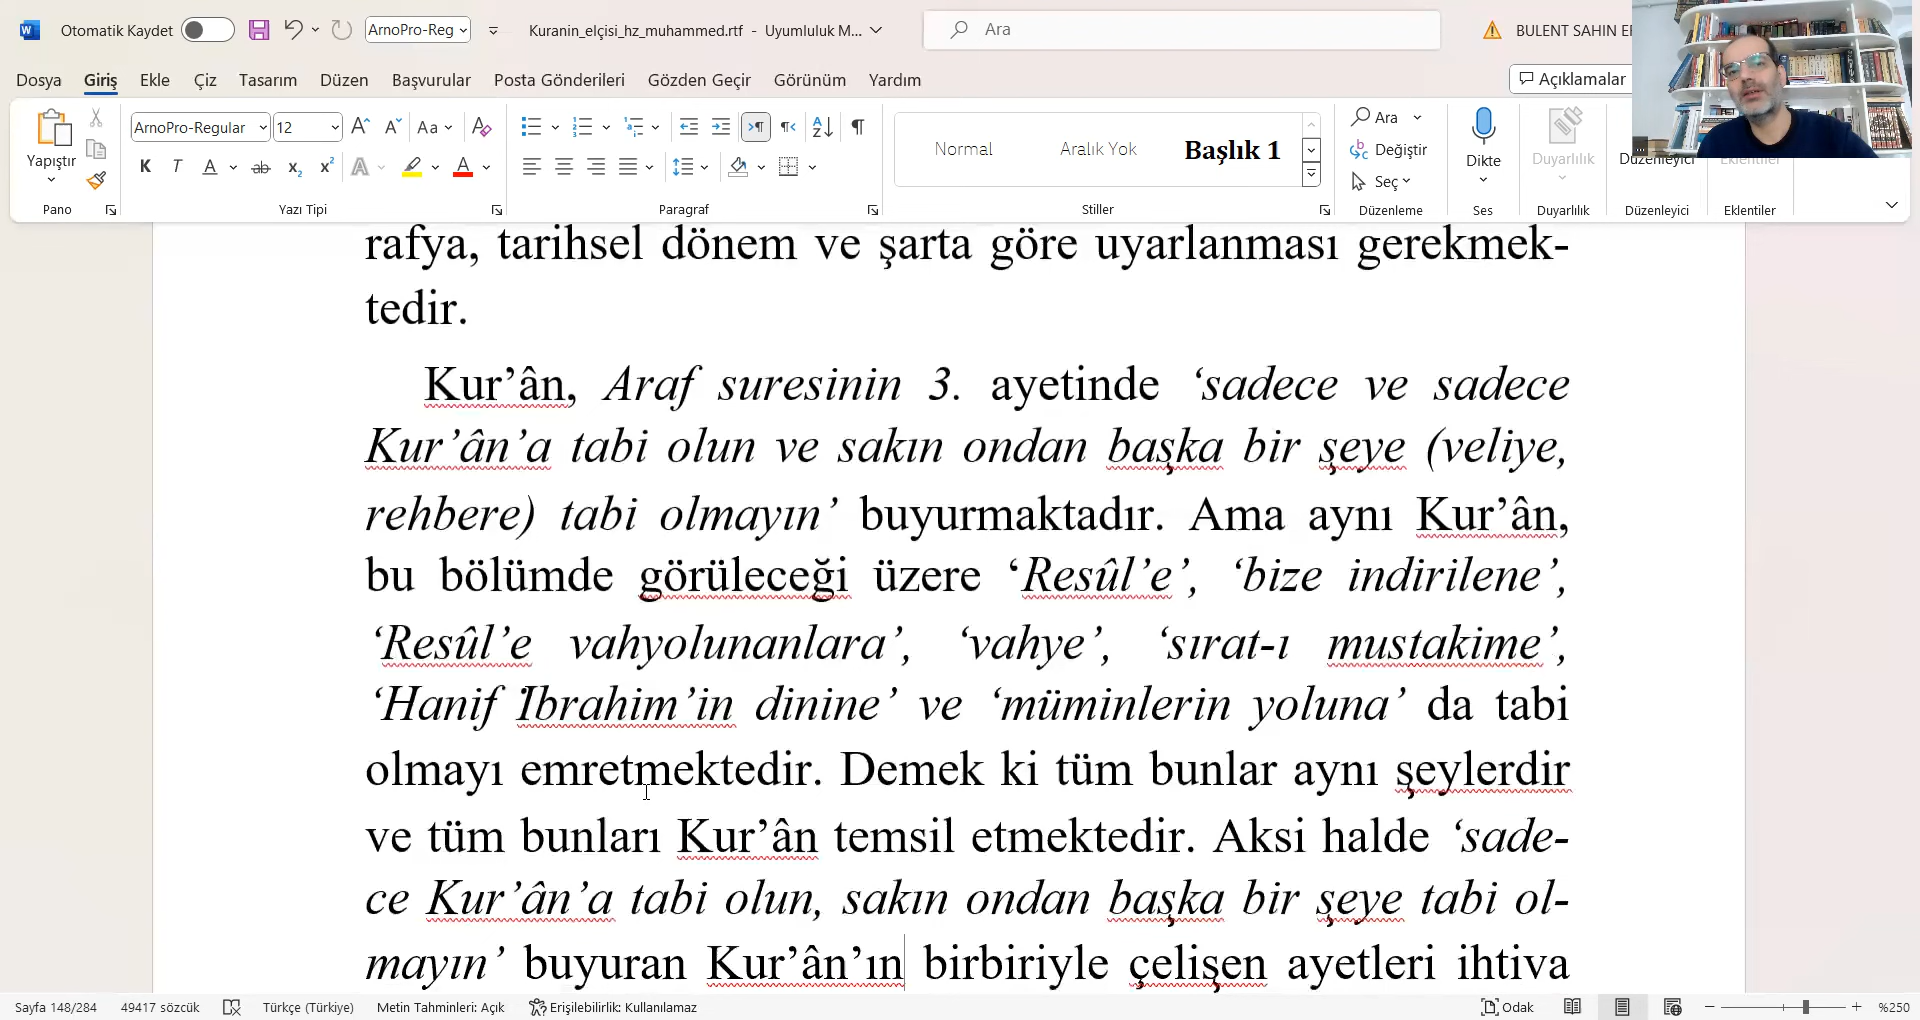 Otomatik Kaydet
ArnoPro-Reg
Kuranin_elçisi_hz_muhammed.rtf - Uyumluluk M...
Ara
BULENT SAHIN
Dosya Giriş Ekle Çiz Tasarım Düzen Başvurular Posta Gönderileri Gözden Geçir Görünüm Yardım
Açıklamalar
Yapıştır
ArnoPro-Regular 12
Aa
K T A ab x₂ x² A A
Normal
Aralık Yok
Başlık 1
Ara
Değiştir
Seç
Dikte
Duyarlılık
Düzenleyici
Eklentiler
Pano
Yazı Tipi
Paragraf
Stiller
Düzenleme
Ses
Duyarlılık
Düzenleyici
Eklentiler
rafya, tarihsel dönem ve şarta göre uyarlanması gerekmek-
tedir.
Kur’ân, Araf suresinin 3. ayetinde ‘sadece ve sadece
Kur’ân’a tabi olun ve sakın ondan başka bir şeye (veliye,
rehbere) tabi olmayın’ buyurmaktadır. Ama aynı Kur’ân,
bu bölümde görüleceği üzere ‘Resûl’e’, ‘bize indirilene’,
‘Resûl’e vahyolunanlara’, ‘vahye’, ‘sırat-ı mustakime’,
‘Hanif İbrahim’in dinine’ ve ‘müminlerin yoluna’ da tabi
olmayı emretmektedir. Demek ki tüm bunlar aynı şeylerdir
ve tüm bunları Kur’ân temsil etmektedir. Aksi halde ‘sade-
ce Kur’ân’a tabi olun, sakın ondan başka bir şeye tabi ol-
mayın’ buyuran Kur’ân’ın birbiriyle çelişen ayetleri ihtiva
Sayfa 148/284 49417 sözcük Türkçe (Türkiye) Metin Tahminleri: Açık Erişilebilirlik: Kullanılamaz
Odak
%250